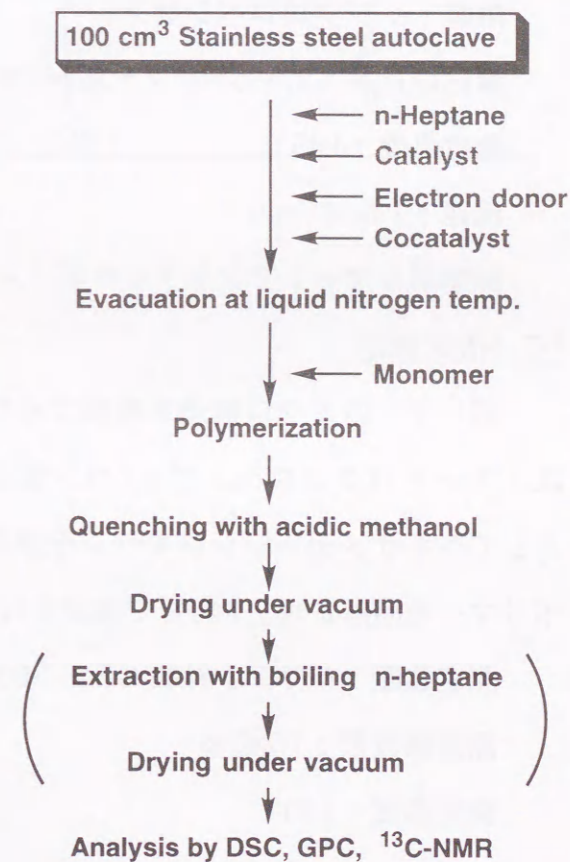 100 cm³ Stainless steel autoclave
n-Heptane
Catalyst
Electron donor
Cocatalyst
Evacuation at liquid nitrogen temp.
Monomer
Polymerization
Quenching with acidic methanol
Drying under vacuum
Extraction with boiling n-heptane
Drying under vacuum
Analysis by DSC, GPC, ¹³C-NMR